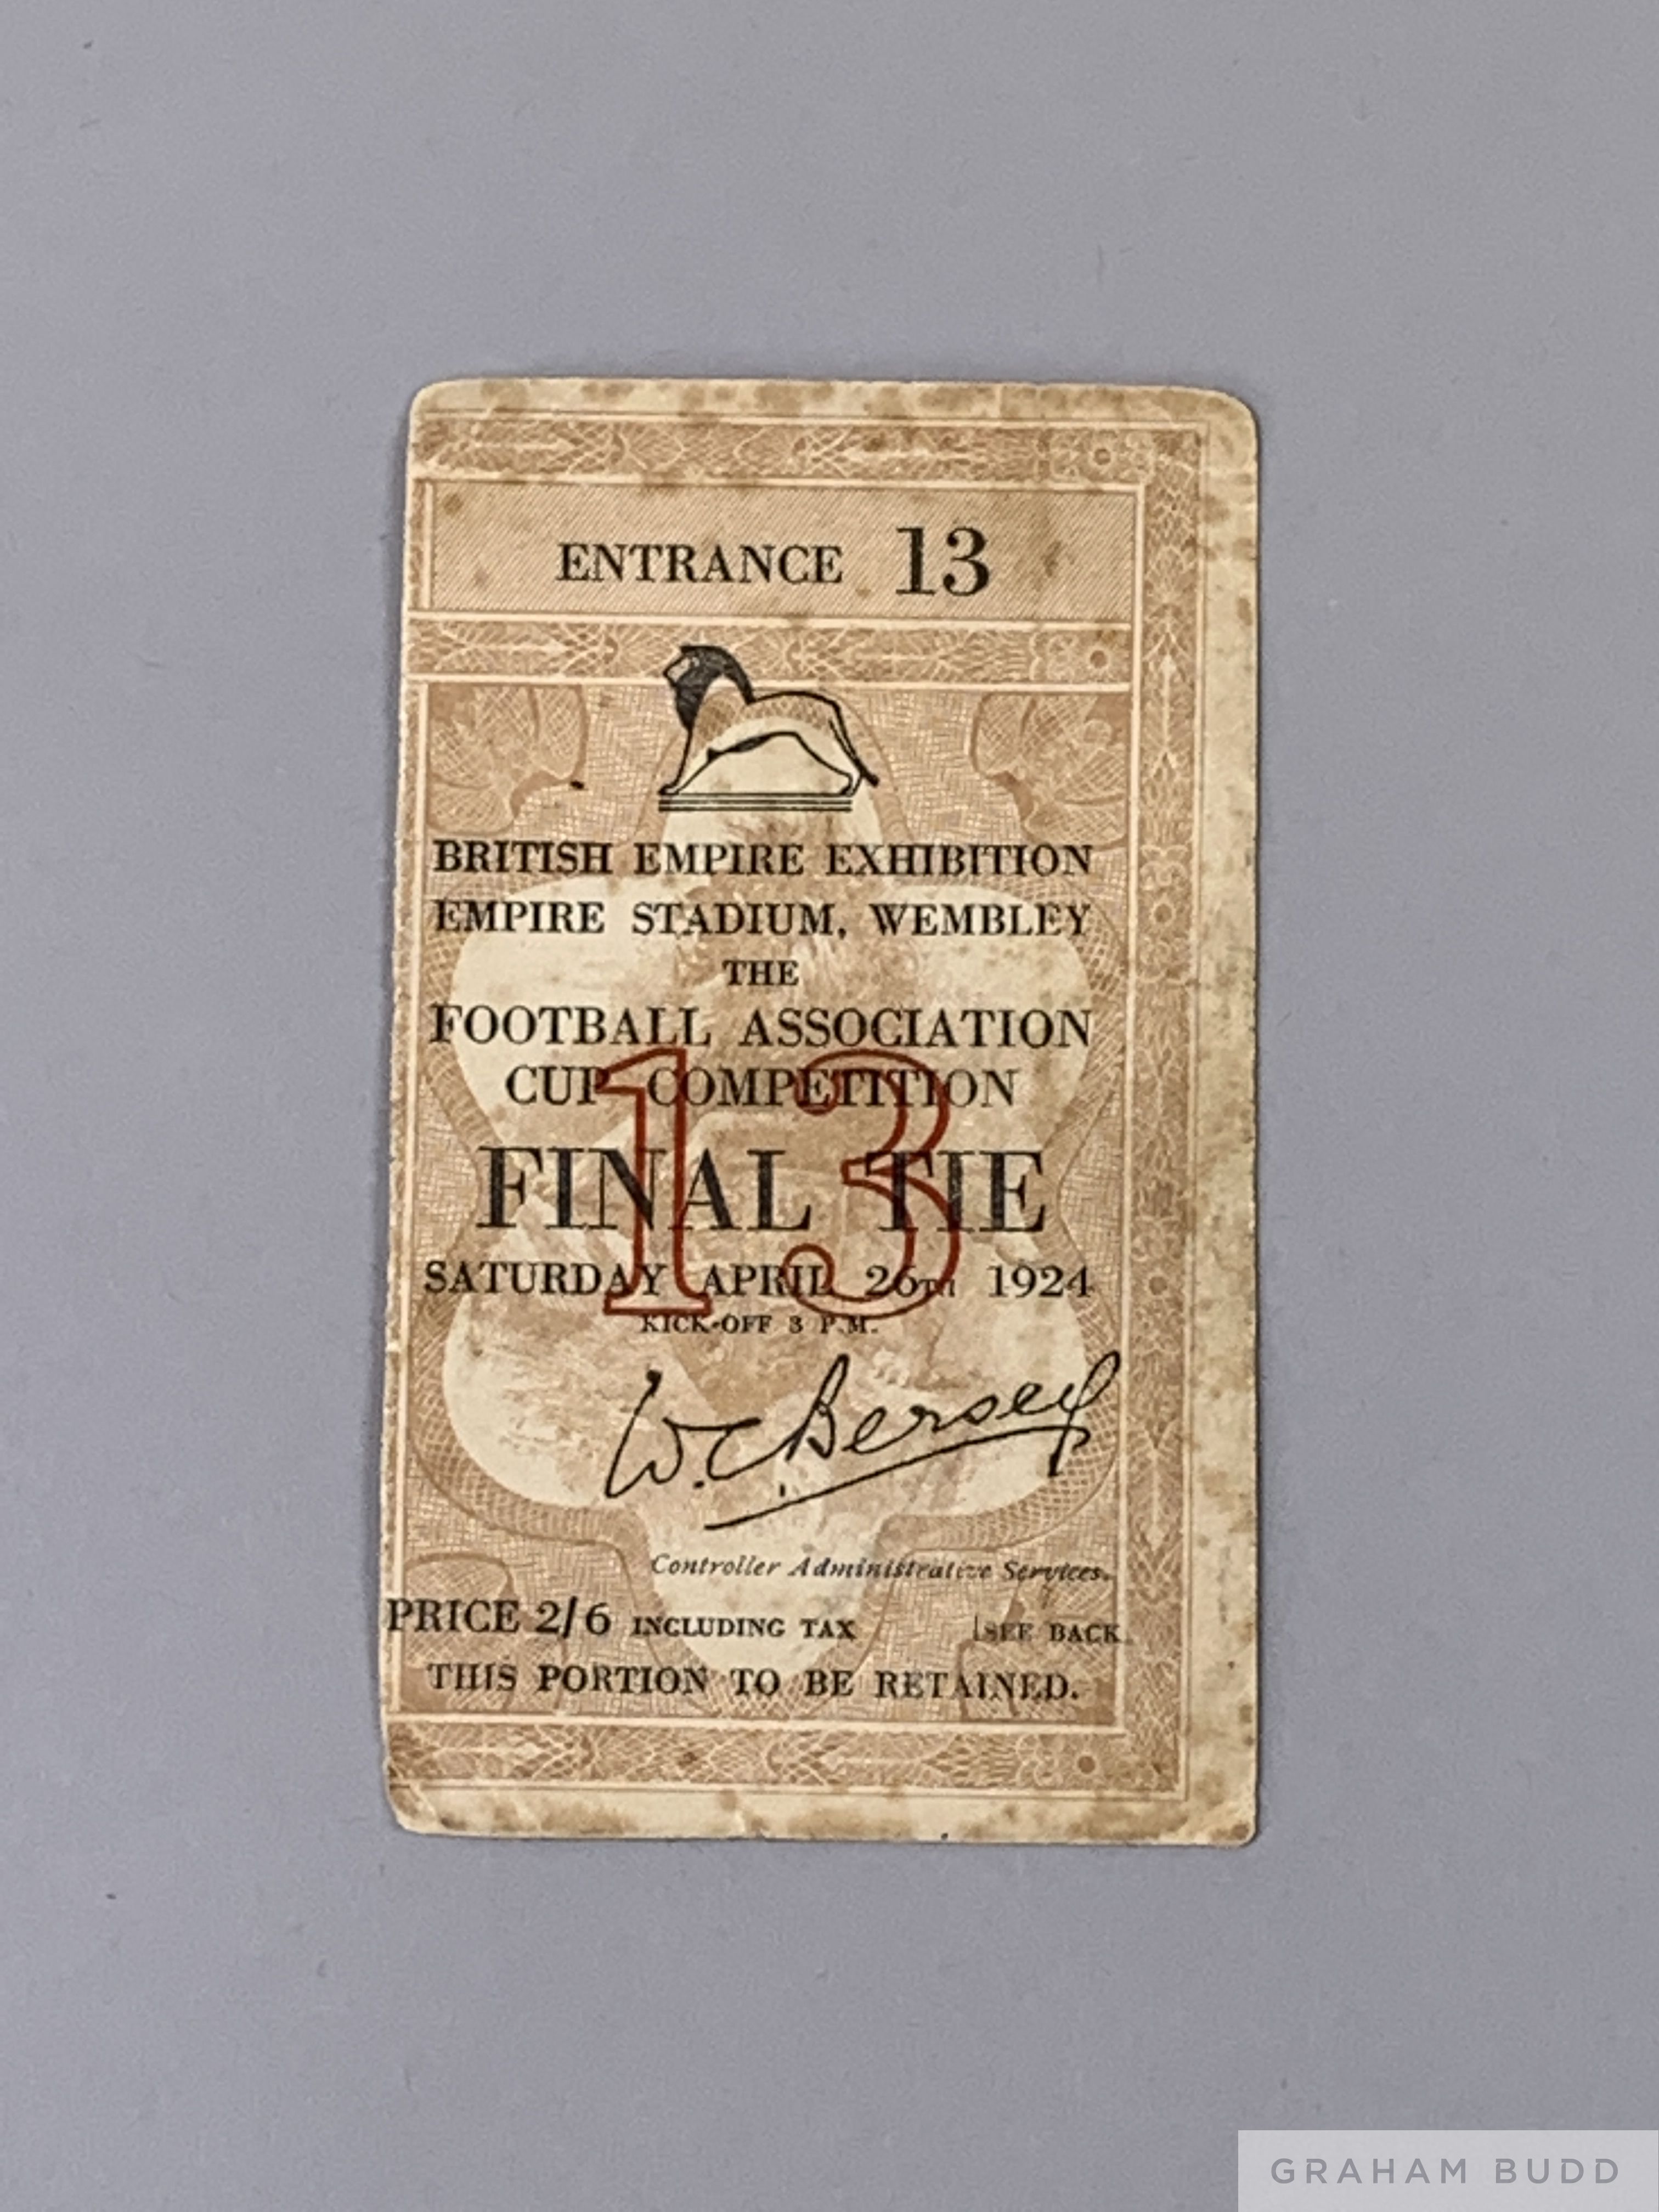 ENTRANCE 13
BRITISH EMPIRE EXHIBITION
EMPIRE STADIUM, WEMBLEY
THE
FOOTBALL ASSOCIATION
CUP COMPETITION
13
FINAL TIE
SATURDAY APRIL 26TH 1924
KICK-OFF 3 P.M.
W.C Bersey
Controller Administrative Services.
PRICE 2/6 INCLUDING TAX [SEE BACK
THIS PORTION TO BE RETAINED.
GRAHAM BUDD